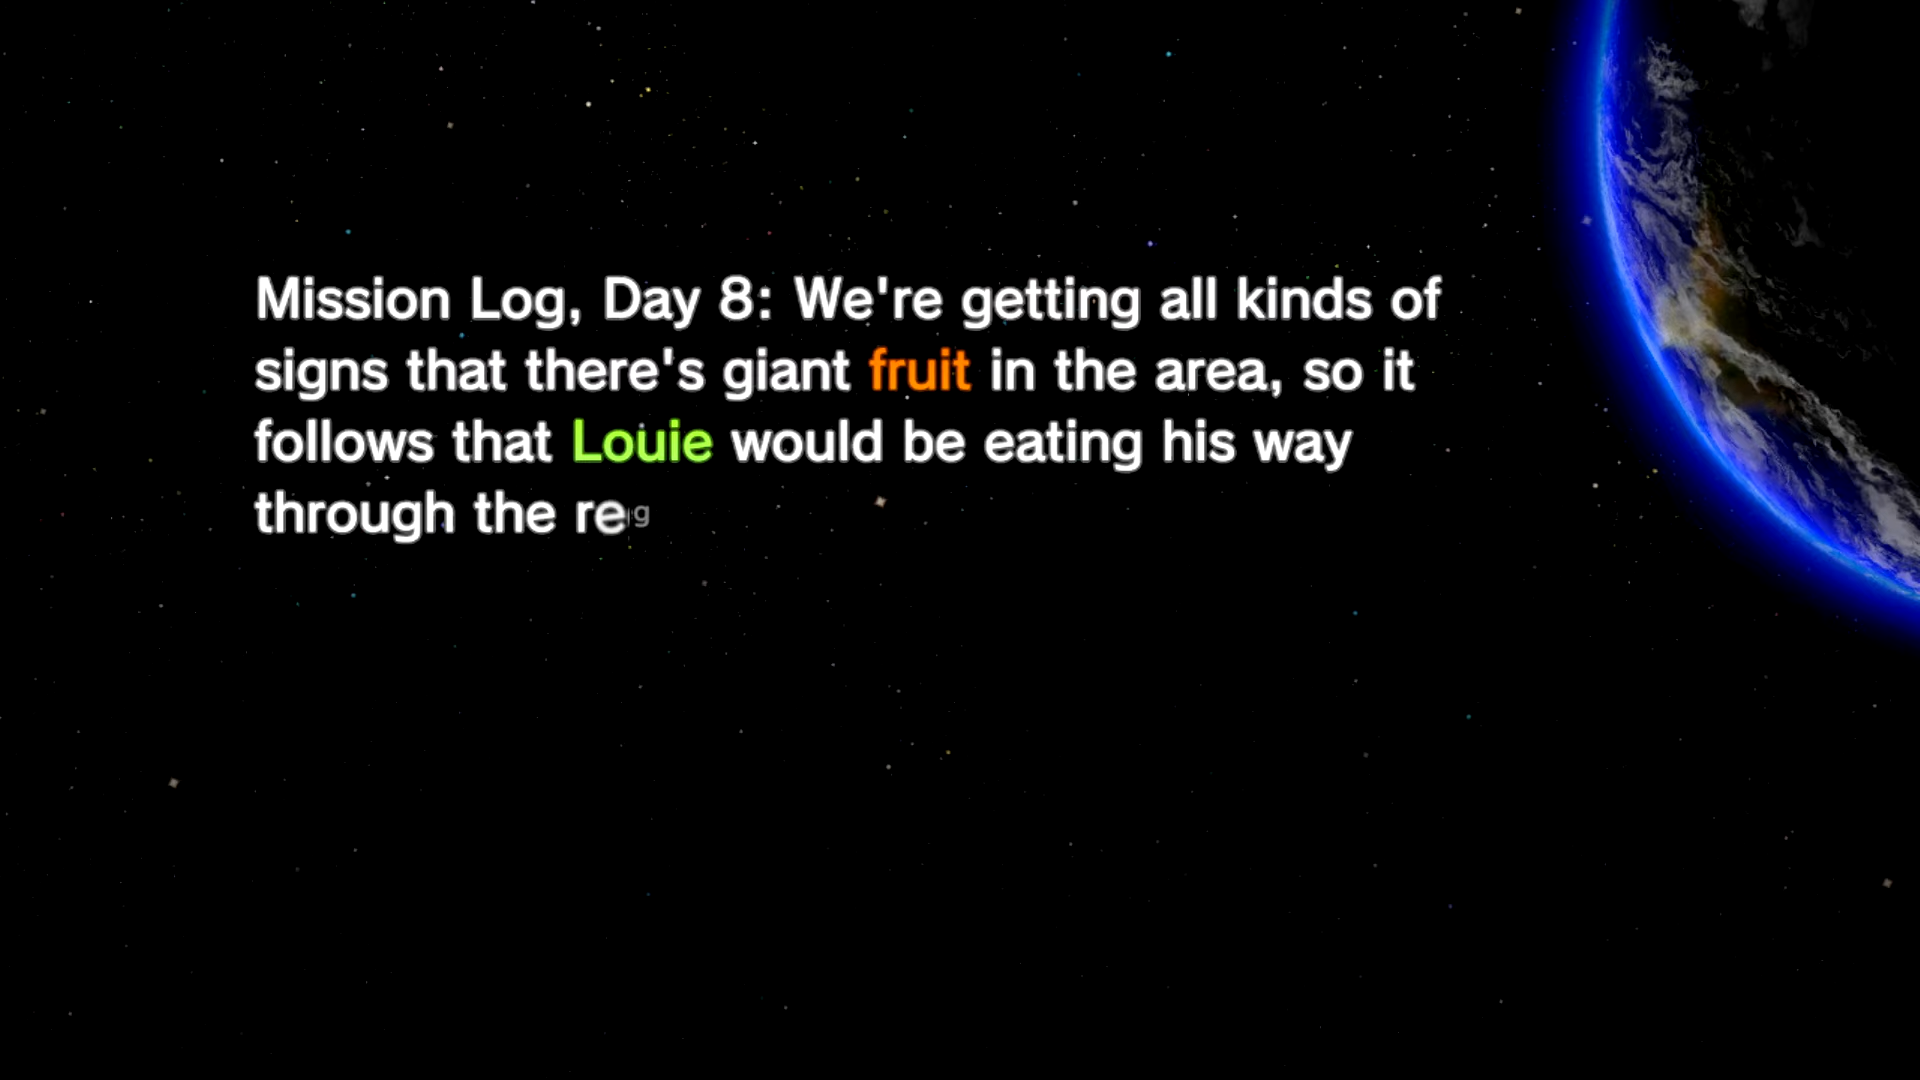 Mission Log, Day 8: We're getting all kinds of
signs that there's giant fruit in the area, so it
follows that Louie would be eating his way
through the reg